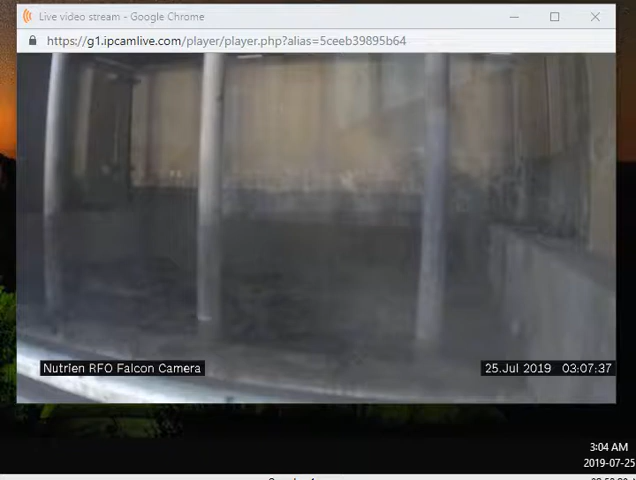 Live video stream - Google Chrome
https://g1.ipcamlive.com/player/player.php?alias=5ceeb39895b64
Nutrien RFO Falcon Camera
25.Jul 2019 03:07:37
3:04 AM
2019-07-25